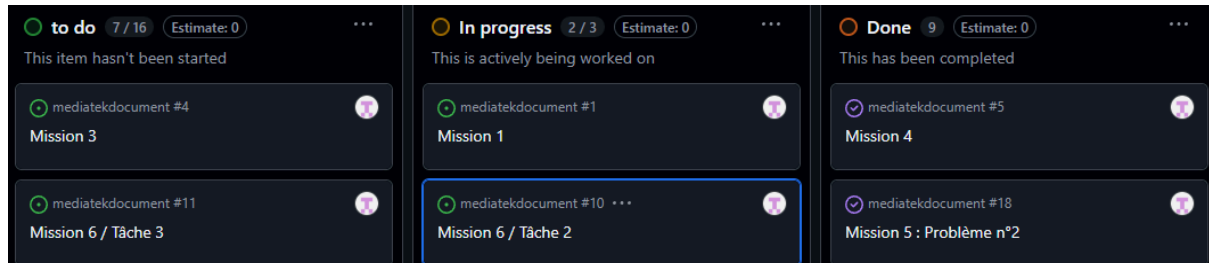 to do 7 / 16 Estimate: 0 ...
This item hasn't been started
mediatekdocument #4
Mission 3
mediatekdocument #11
Mission 6 / Tâche 3
In progress 2 / 3 Estimate: 0 ...
This is actively being worked on
mediatekdocument #1
Mission 1
mediatekdocument #10 ...
Mission 6 / Tâche 2
Done 9 Estimate: 0 ...
This has been completed
mediatekdocument #5
Mission 4
mediatekdocument #18
Mission 5 : Problème n°2